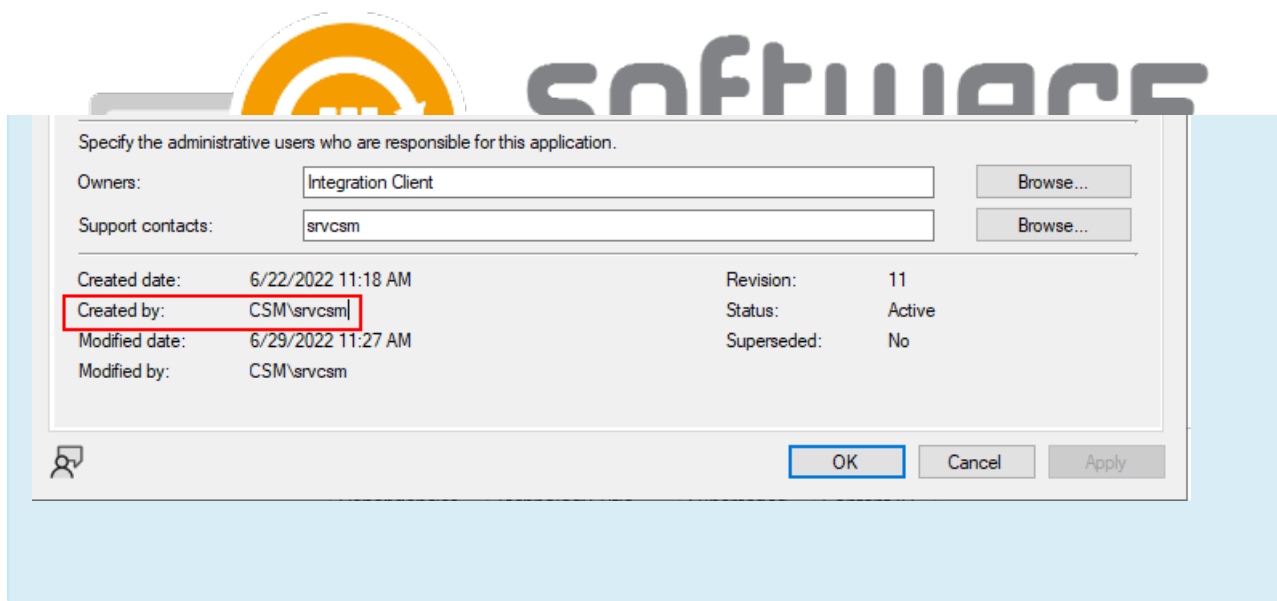 software
Specify the administrative users who are responsible for this application.
Owners: Integration Client Browse...
Support contacts: srvcsm Browse...
Created date: 6/22/2022 11:18 AM Revision: 11
Created by: CSM\srvcsm Status: Active
Modified date: 6/29/2022 11:27 AM Superseded: No
Modified by: CSM\srvcsm
OK Cancel Apply